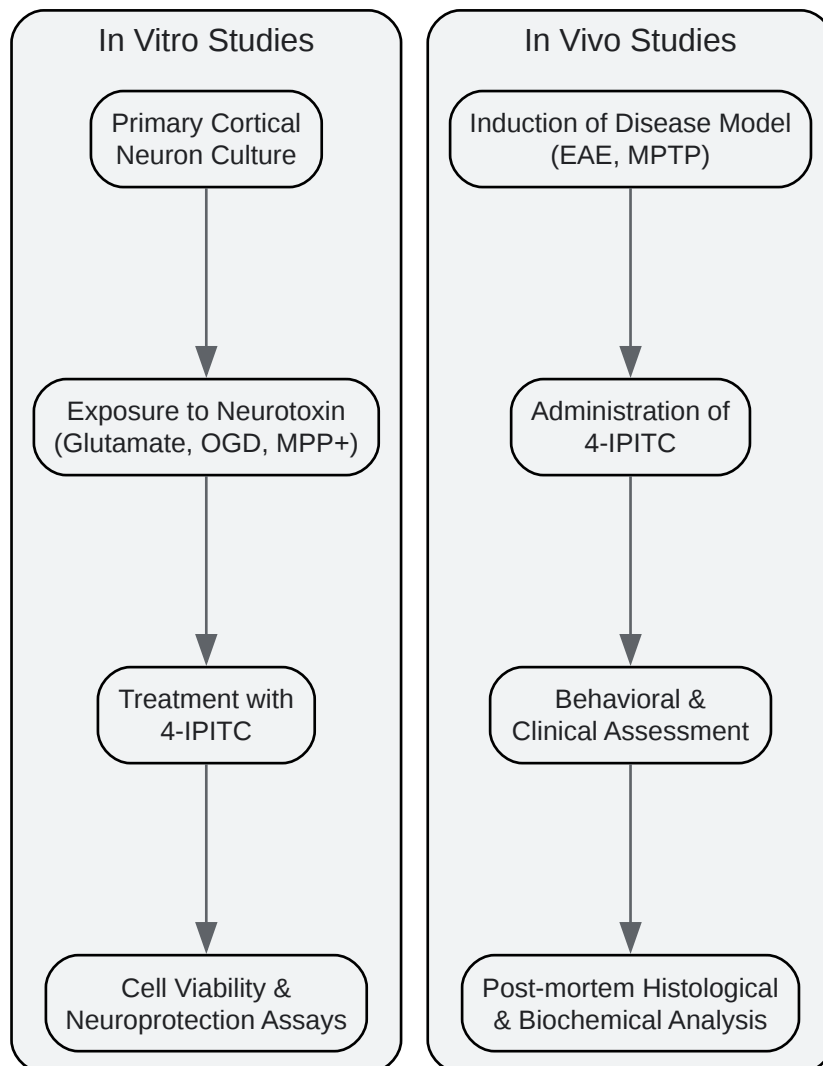 In Vitro Studies
Primary Cortical
Neuron Culture
Exposure to Neurotoxin
(Glutamate, OGD, MPP+)
Treatment with
4-IPITC
Cell Viability &
Neuroprotection Assays
In Vivo Studies
Induction of Disease Model
(EAE, MPTP)
Administration of
4-IPITC
Behavioral &
Clinical Assessment
Post-mortem Histological
& Biochemical Analysis